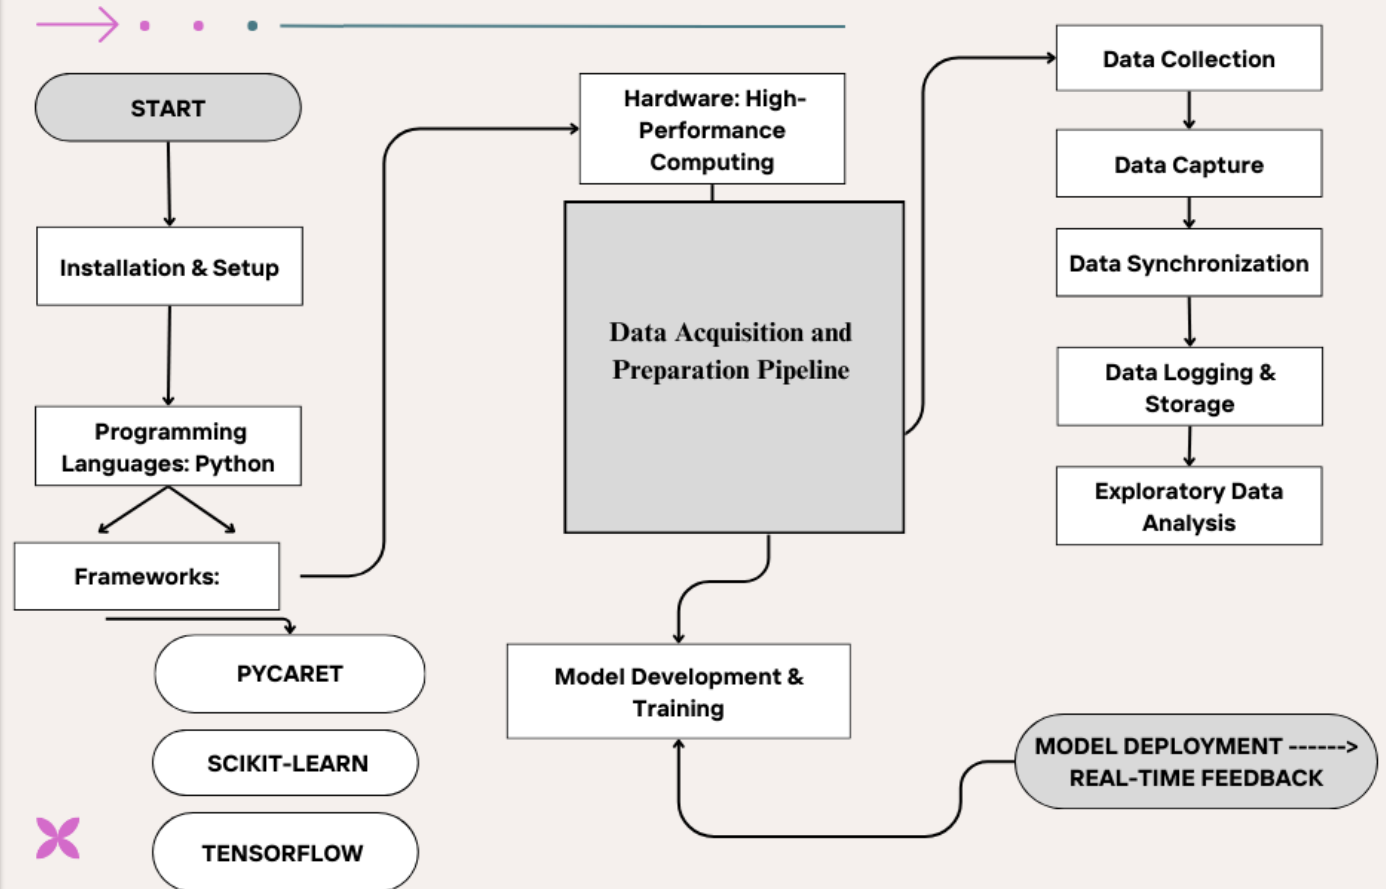 START
Installation & Setup
Programming
Languages: Python
Frameworks:
PYCARET
SCIKIT-LEARN
TENSORFLOW
Hardware: High-
Performance
Computing
Data Acquisition and
Preparation Pipeline
Model Development &
Training
Data Collection
Data Capture
Data Synchronization
Data Logging &
Storage
Exploratory Data
Analysis
MODEL DEPLOYMENT ------>
REAL-TIME FEEDBACK